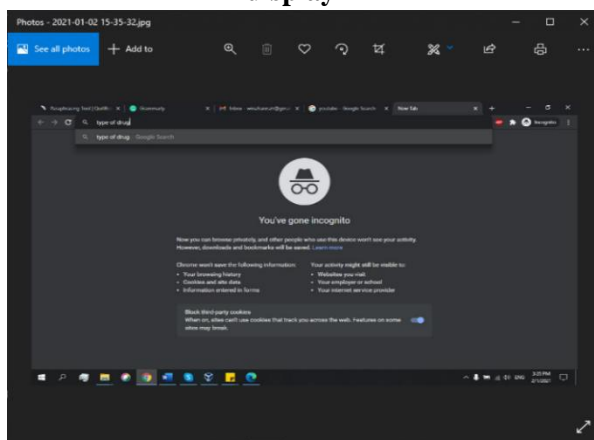 Photos - 2021-01-02 15-35-32.jpg
See all photos
Add to
Grammarly
New Tab
type of drug
type of drug - Google Search
Incognito
You've gone incognito
Now you can browse privately, and other people who use this device won't see your activity.
However, downloads and bookmarks will be saved. Learn more
Chrome won't save the following information:
• Your browsing history
• Cookies and site data
• Information entered in forms
Your activity might still be visible to:
• Websites you visit
• Your employer or school
• Your internet service provider
Block third-party cookies
When on, sites can't use cookies that track you across the web. Features on some
sites may break.